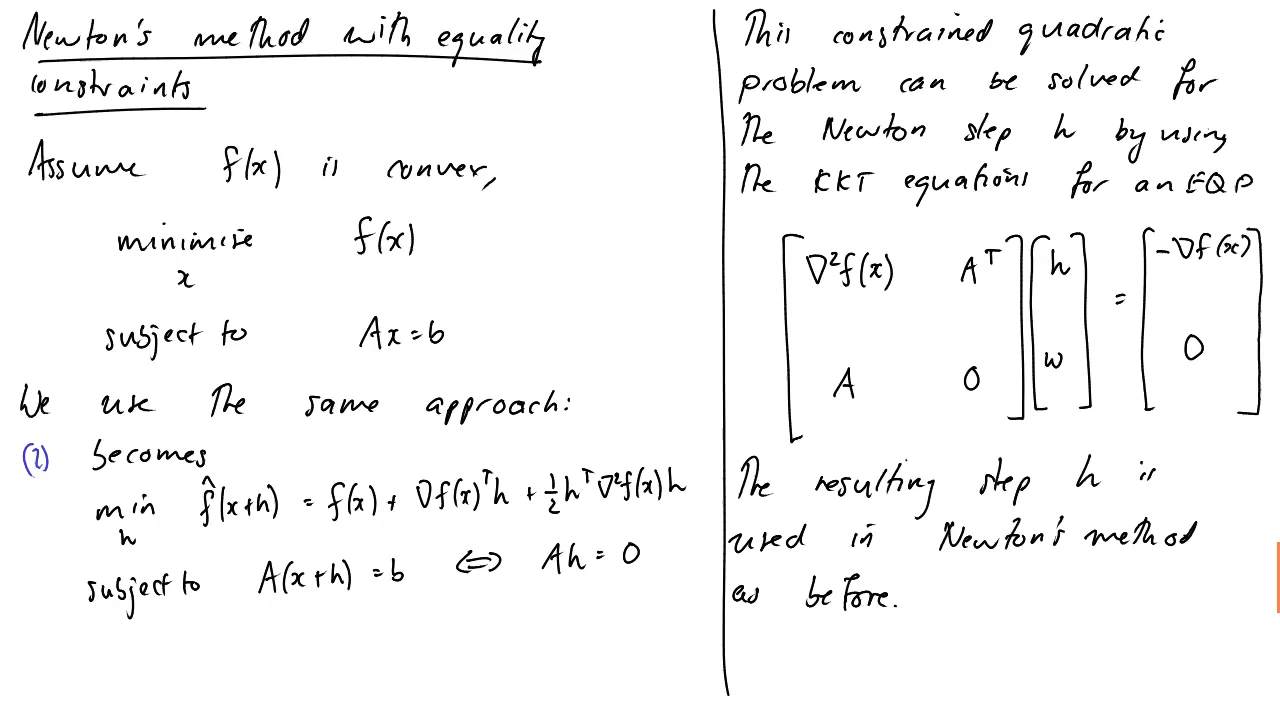 Newton's method with equality
constraints
Assume f(x) is convex,
minimise f(x)
x
subject to Ax = b
We use the same approach:
(2) becomes
min f̂(x+h) = f(x) + ∇f(x)ᵀh + ½hᵀ∇²f(x)h
h
subject to A(x+h) = b ⇔ Ah = 0
This constrained quadratic
problem can be solved for
the Newton step h by using
the KKT equations for an EQP
[∇²f(x) Aᵀ] [h] = [-∇f(x)]
[A 0] [w] [0]
The resulting step h is
used in Newton's method
as before.